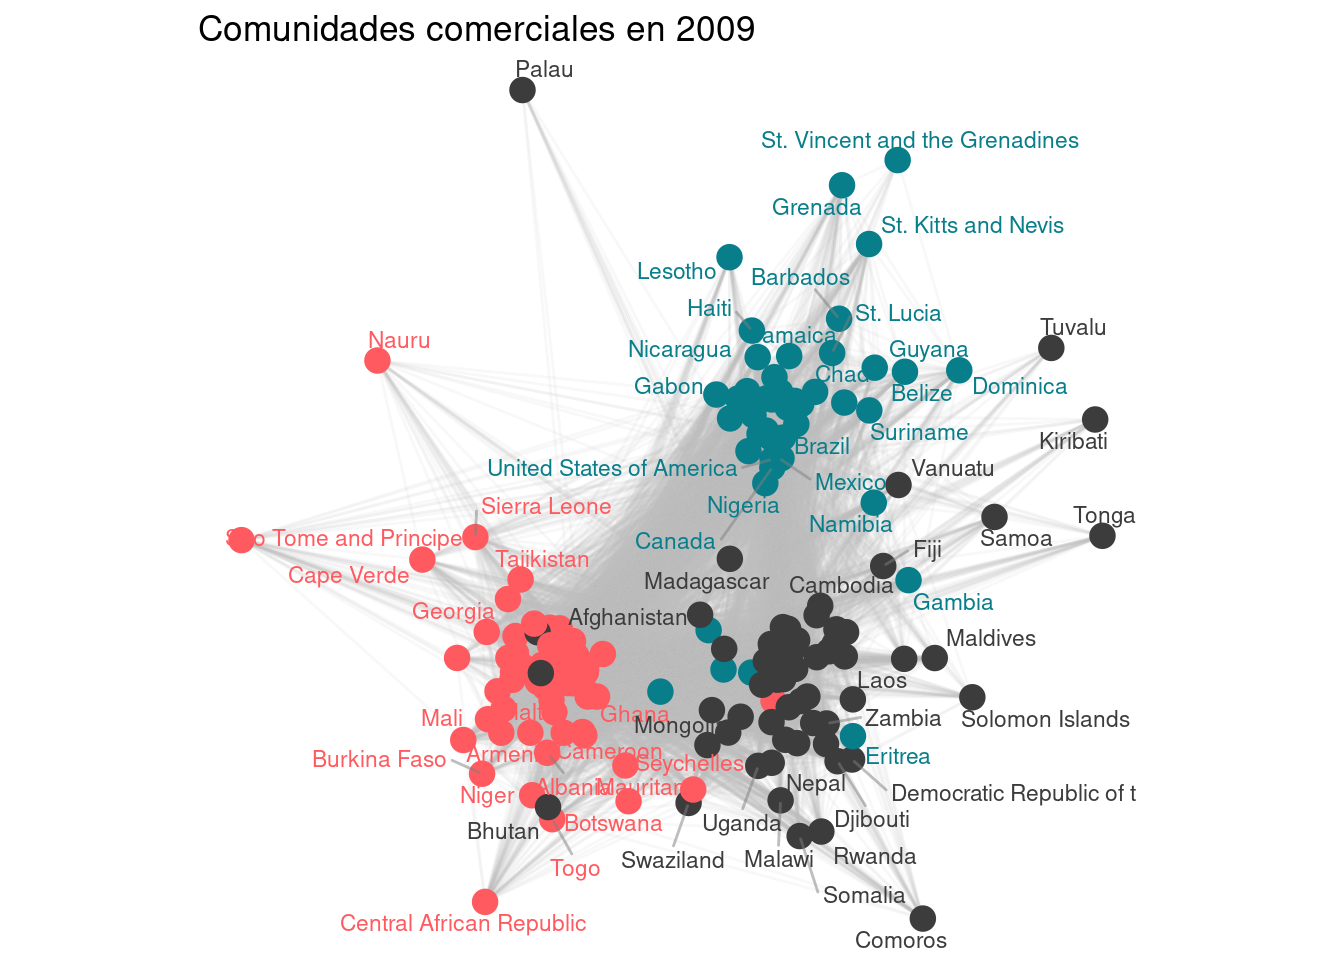 Comunidades comerciales en 2009
Palau
St. Vincent and the Grenadines
Grenada
St. Kitts and Nevis
Lesotho
Barbados
Haiti
St. Lucia
Tuvalu
Jamaica
Nauru
Nicaragua
Guyana
Chad
Gabon
Belize
Dominica
Suriname
Kiribati
Brazil
United States of America
Vanuatu
Mexico
Sierra Leone
Nigeria
Namibia
Tonga
Sao Tome and Principe
Samoa
Canada
Fiji
Tajikistan
Cape Verde
Madagascar
Cambodia
Gambia
Georgia
Afghanistan
Maldives
Laos
Malta
Ghana
Mali
Mongolia
Zambia
Solomon Islands
Burkina Faso
Armenia
Cameroon
Seychelles
Eritrea
Nepal
Albania
Mauritania
Niger
Democratic Republic of t
Botswana
Uganda
Djibouti
Bhutan
Swaziland
Malawi
Rwanda
Togo
Somalia
Central African Republic
Comoros